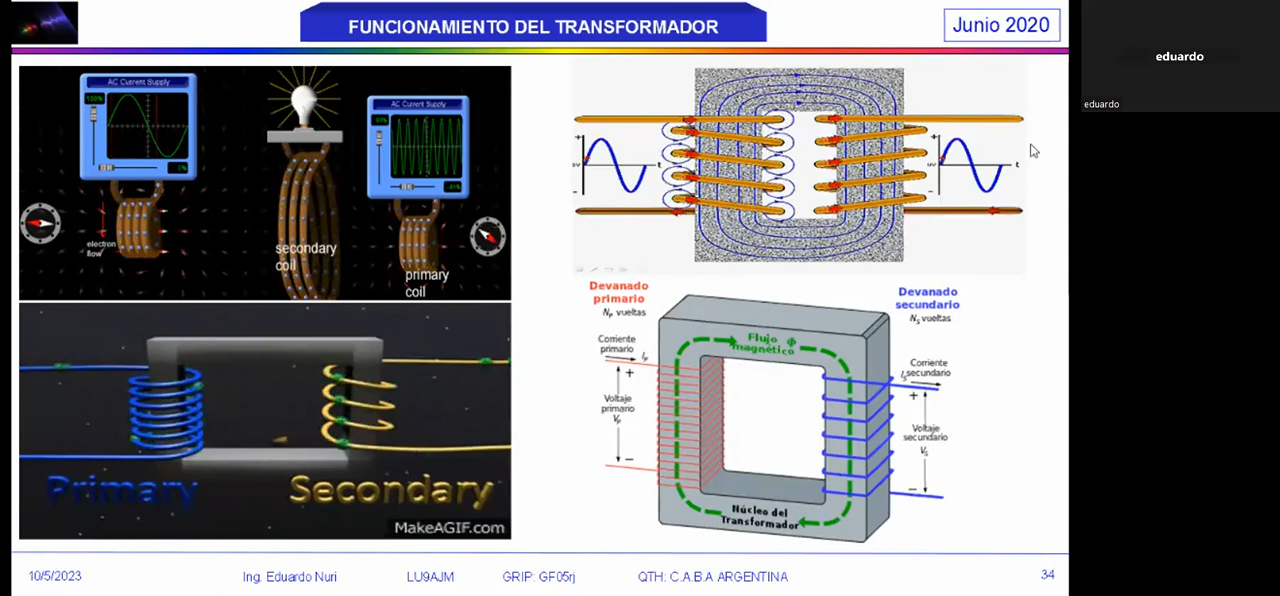 FUNCIONAMIENTO DEL TRANSFORMADOR
Junio 2020
eduardo
eduardo
AC Current Supply
100%
AC Current Supply
electron
flow
secondary
coil
primary
coil
Primary
Secondary
MakeAGIF.com
+
t
-
+
t
-
Devanado
primario
Np vueltas
Corriente
primario
Ip
+
Voltaje
primario
Vp
-
Flujo Φ
magnético
Núcleo del
Transformador
Devanado
secundario
Ns vueltas
Corriente
secundario
Is
+
Voltaje
secundario
Vs
-
10/5/2023
Ing. Eduardo Nuri
LU9AJM
GRIP: GF05rj
QTH: C.A.B.A ARGENTINA
34